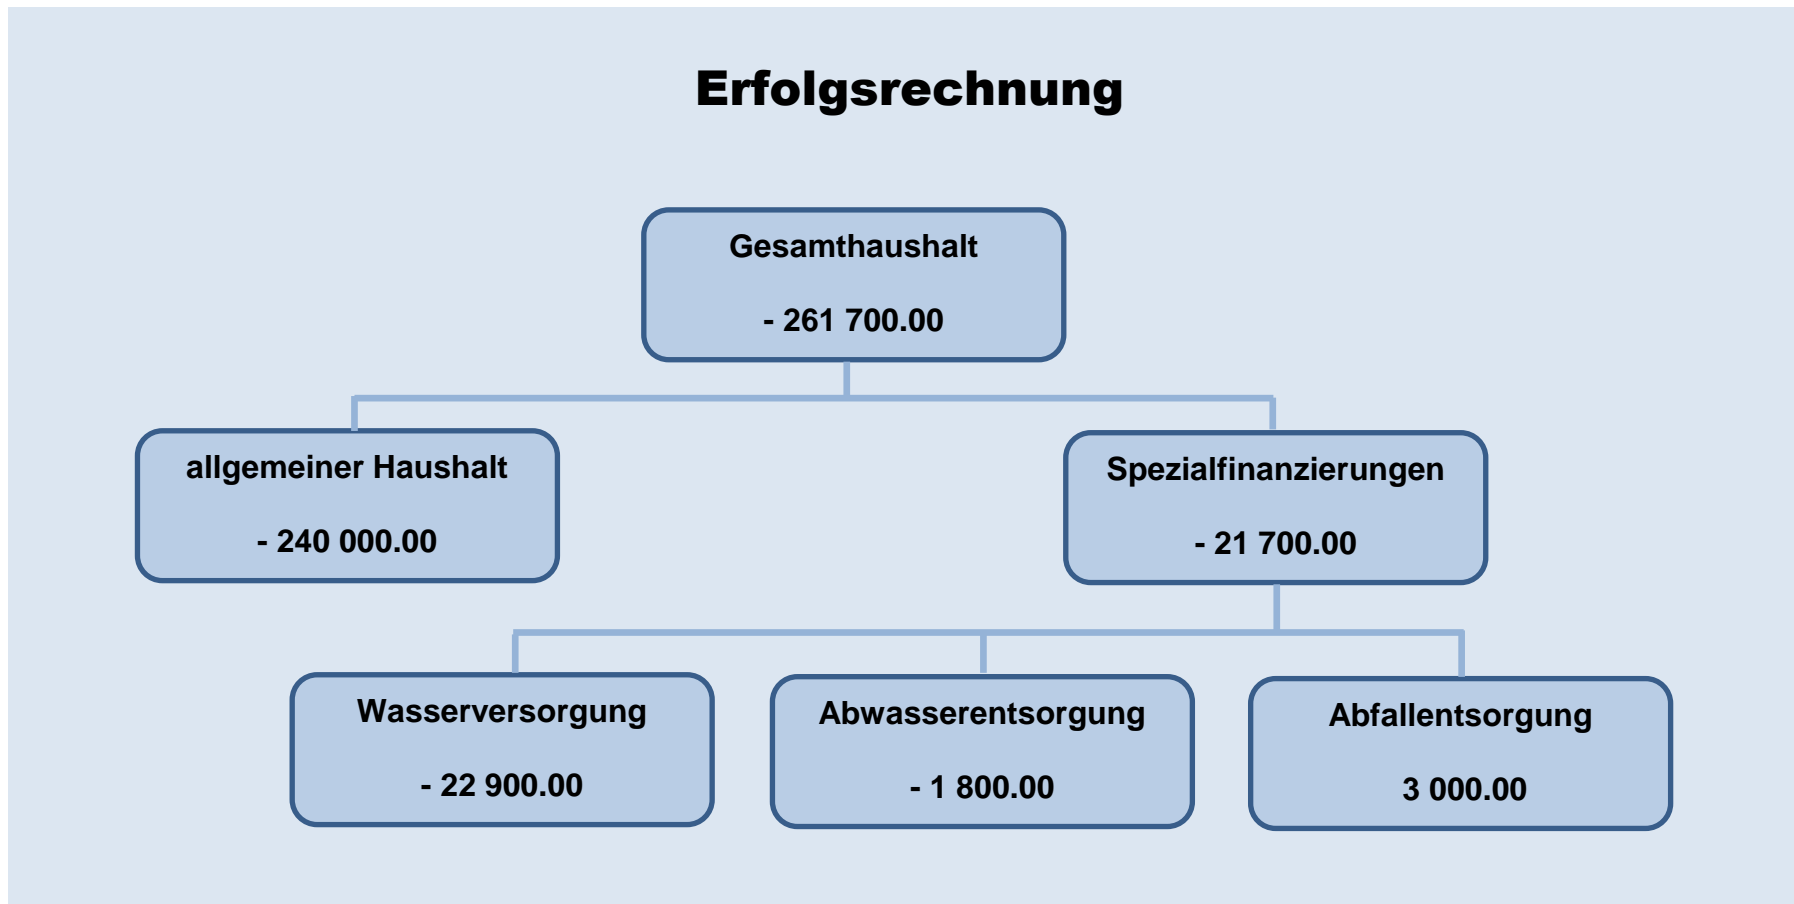 Erfolgsrechnung
Gesamthaushalt
- 261 700.00
allgemeiner Haushalt
- 240 000.00
Spezialfinanzierungen
- 21 700.00
Wasserversorgung
- 22 900.00
Abwasserentsorgung
- 1 800.00
Abfallentsorgung
3 000.00